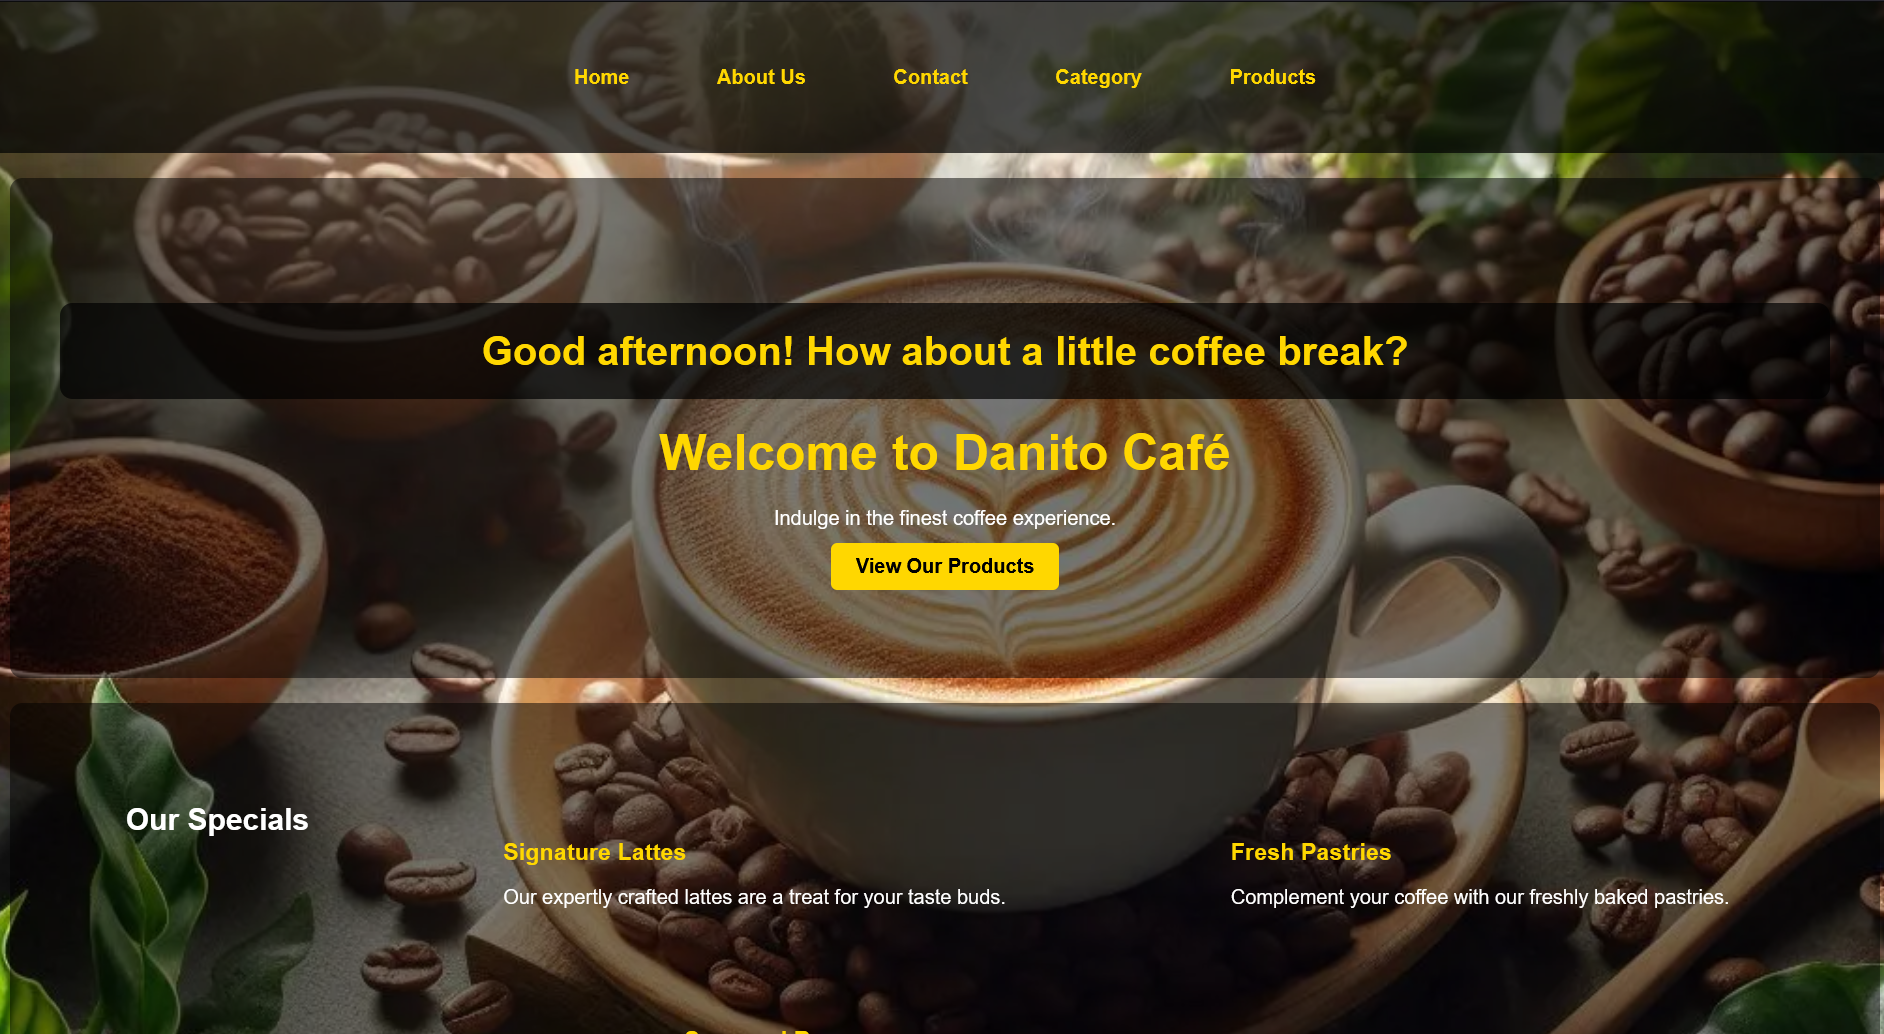 Home About Us Contact Category Products
Good afternoon! How about a little coffee break?
Welcome to Danito Café
Indulge in the finest coffee experience.
View Our Products
Our Specials
Signature Lattes
Our expertly crafted lattes are a treat for your taste buds.
Fresh Pastries
Complement your coffee with our freshly baked pastries.